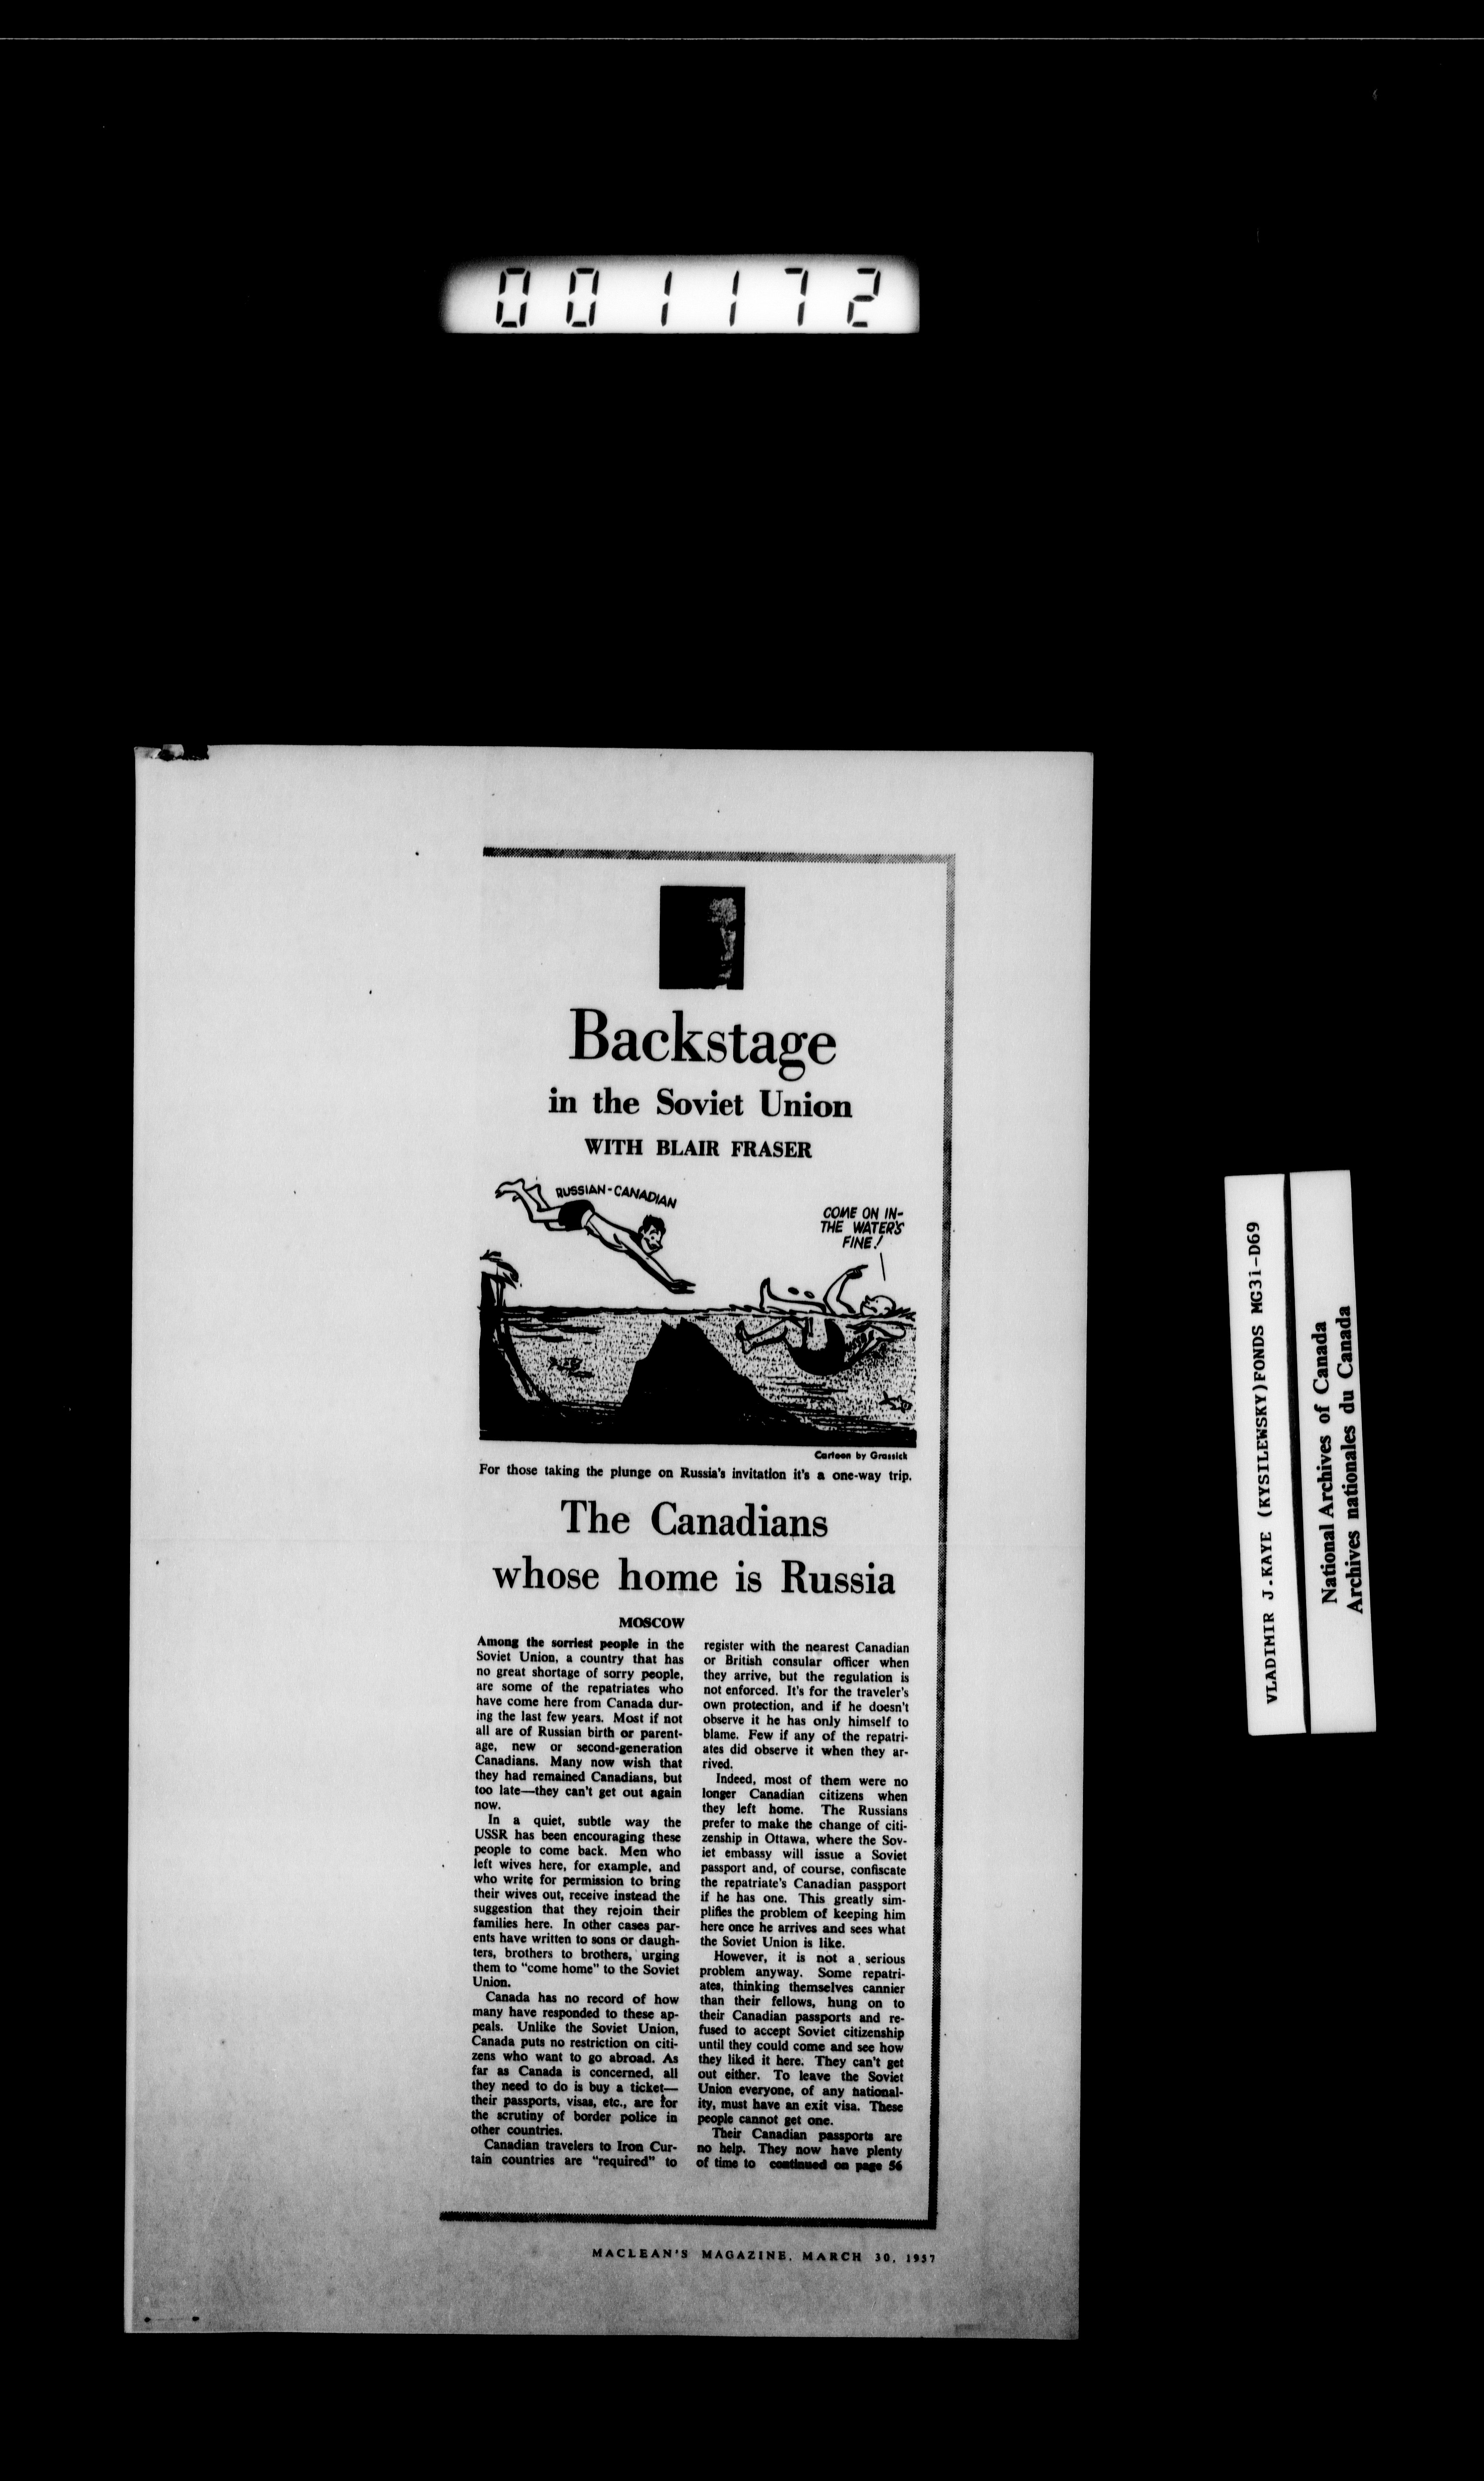 001172
Backstage
in the Soviet Union
WITH BLAIR FRASER
RUSSIAN-CANADIAN
COME ON IN-
THE WATER'S
FINE!
Cartoon by Grassick
For those taking the plunge on Russia's invitation it's a one-way trip.
The Canadians
whose home is Russia
MOSCOW
Among the sorriest people in the
Soviet Union, a country that has
no great shortage of sorry people,
are some of the repatriates who
have come here from Canada dur-
ing the last few years. Most if not
all are of Russian birth or parent-
age, new or second-generation
Canadians. Many now wish that
they had remained Canadians, but
too late—they can't get out again
now.
In a quiet, subtle way the
USSR has been encouraging these
people to come back. Men who
left wives here, for example, and
who write for permission to bring
their wives out, receive instead the
suggestion that they rejoin their
families here. In other cases par-
ents have written to sons or daugh-
ters, brothers to brothers, urging
them to "come home" to the Soviet
Union.
Canada has no record of how
many have responded to these ap-
peals. Unlike the Soviet Union,
Canada puts no restriction on citi-
zens who want to go abroad. As
far as Canada is concerned, all
they need to do is buy a ticket—
their passports, visas, etc., are for
the scrutiny of border police in
other countries.
Canadian travelers to Iron Cur-
tain countries are "required" to
register with the nearest Canadian
or British consular officer when
they arrive, but the regulation is
not enforced. It's for the traveler's
own protection, and if he doesn't
observe it he has only himself to
blame. Few if any of the repatri-
ates did observe it when they ar-
rived.
Indeed, most of them were no
longer Canadian citizens when
they left home. The Russians
prefer to make the change of citi-
zenship in Ottawa, where the Sov-
iet embassy will issue a Soviet
passport and, of course, confiscate
the repatriate's Canadian passport
if he has one. This greatly sim-
plifies the problem of keeping him
here once he arrives and sees what
the Soviet Union is like.
However, it is not a serious
problem anyway. Some repatri-
ates, thinking themselves cannier
than their fellows, hung on to
their Canadian passports and re-
fused to accept Soviet citizenship
until they could come and see how
they liked it here. They can't get
out either. To leave the Soviet
Union everyone, of any national-
ity, must have an exit visa. These
people cannot get one.
Their Canadian passports are
no help. They now have plenty
of time to continued on page 56
MACLEAN'S MAGAZINE, MARCH 30, 1957
VLADIMIR J.KAYE (KYSILEWSKY)FONDS MG31-D69
National Archives of Canada
Archives nationales du Canada